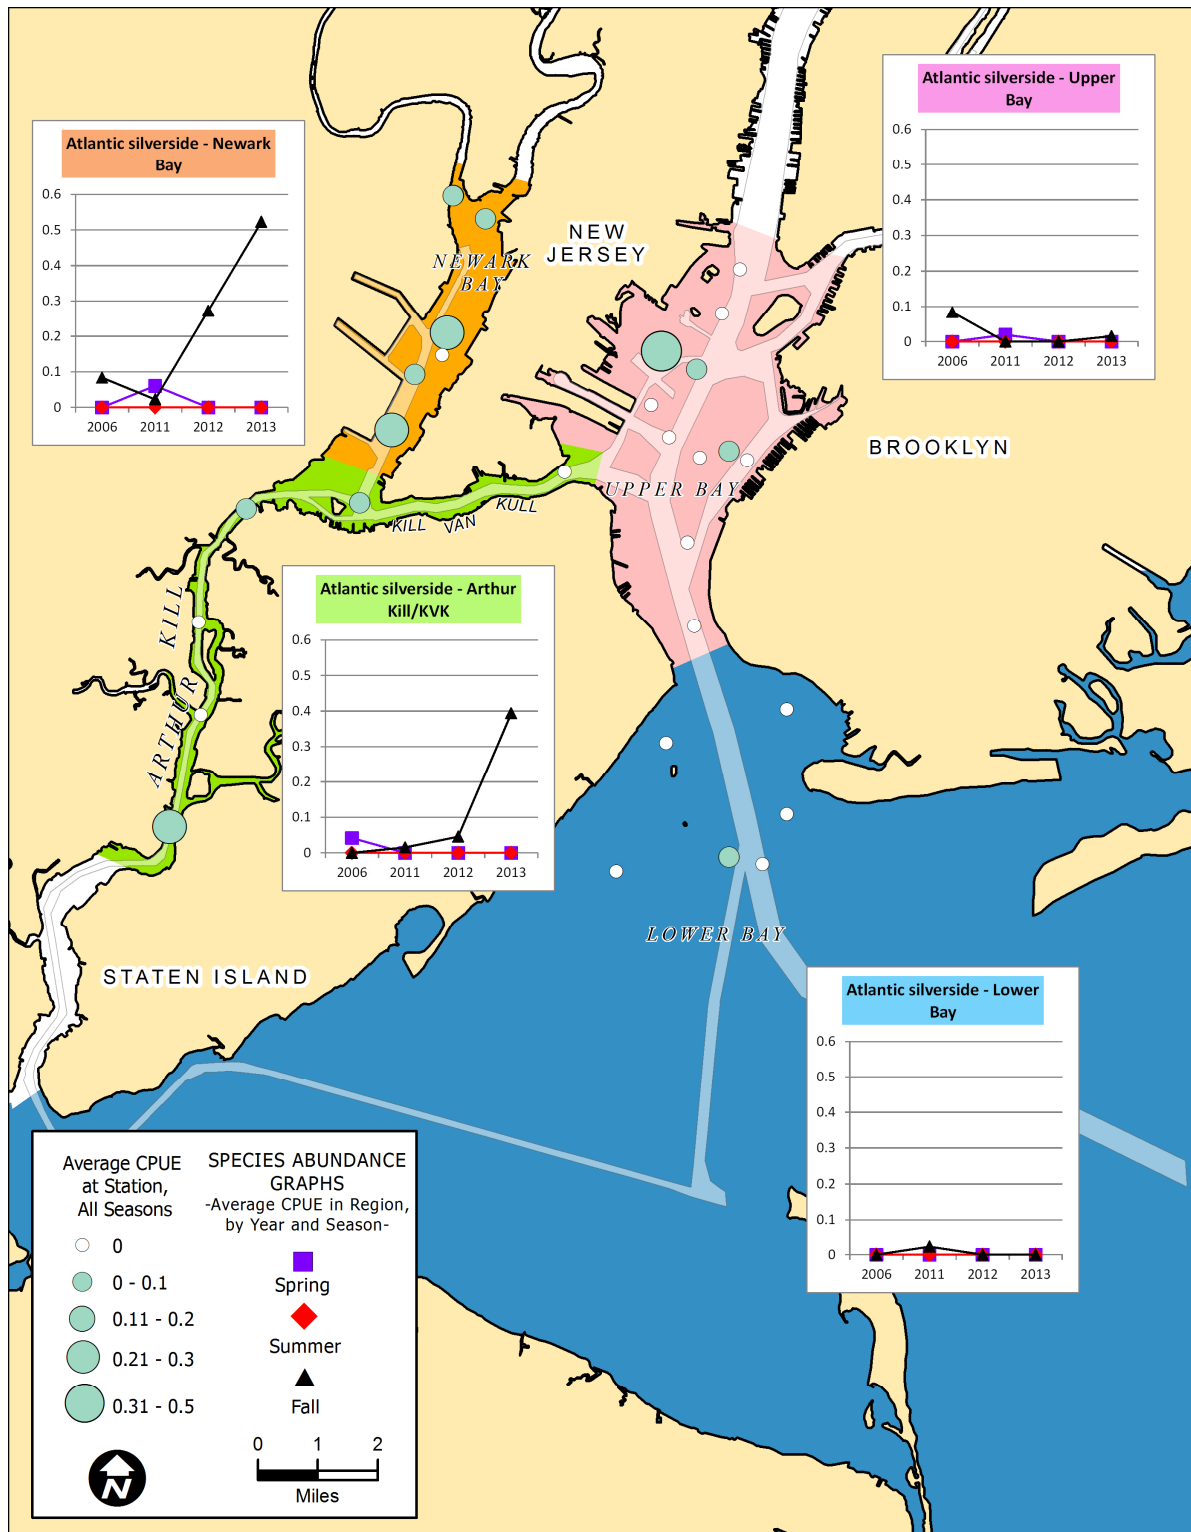 Atlantic silverside - Upper
Bay
0.6
0.5
0.4
0.3
0.2
0.1
0
2006 2011 2012 2013
Atlantic silverside - Newark
Bay
0.6
0.5
0.4
0.3
0.2
0.1
0
2006 2011 2012 2013
NEW
JERSEY
NEWARK
BAY
BROOKLYN
UPPER BAY
KILL VAN KULL
ARTHUR KILL
Atlantic silverside - Arthur
Kill/KVK
0.6
0.5
0.4
0.3
0.2
0.1
0
2006 2011 2012 2013
LOWER BAY
STATEN ISLAND
Atlantic silverside - Lower
Bay
0.6
0.5
0.4
0.3
0.2
0.1
0
2006 2011 2012 2013
Average CPUE
at Station,
All Seasons
0
0 - 0.1
0.11 - 0.2
0.21 - 0.3
0.31 - 0.5
N
SPECIES ABUNDANCE
GRAPHS
-Average CPUE in Region,
by Year and Season-
Spring
Summer
Fall
0 1 2
Miles